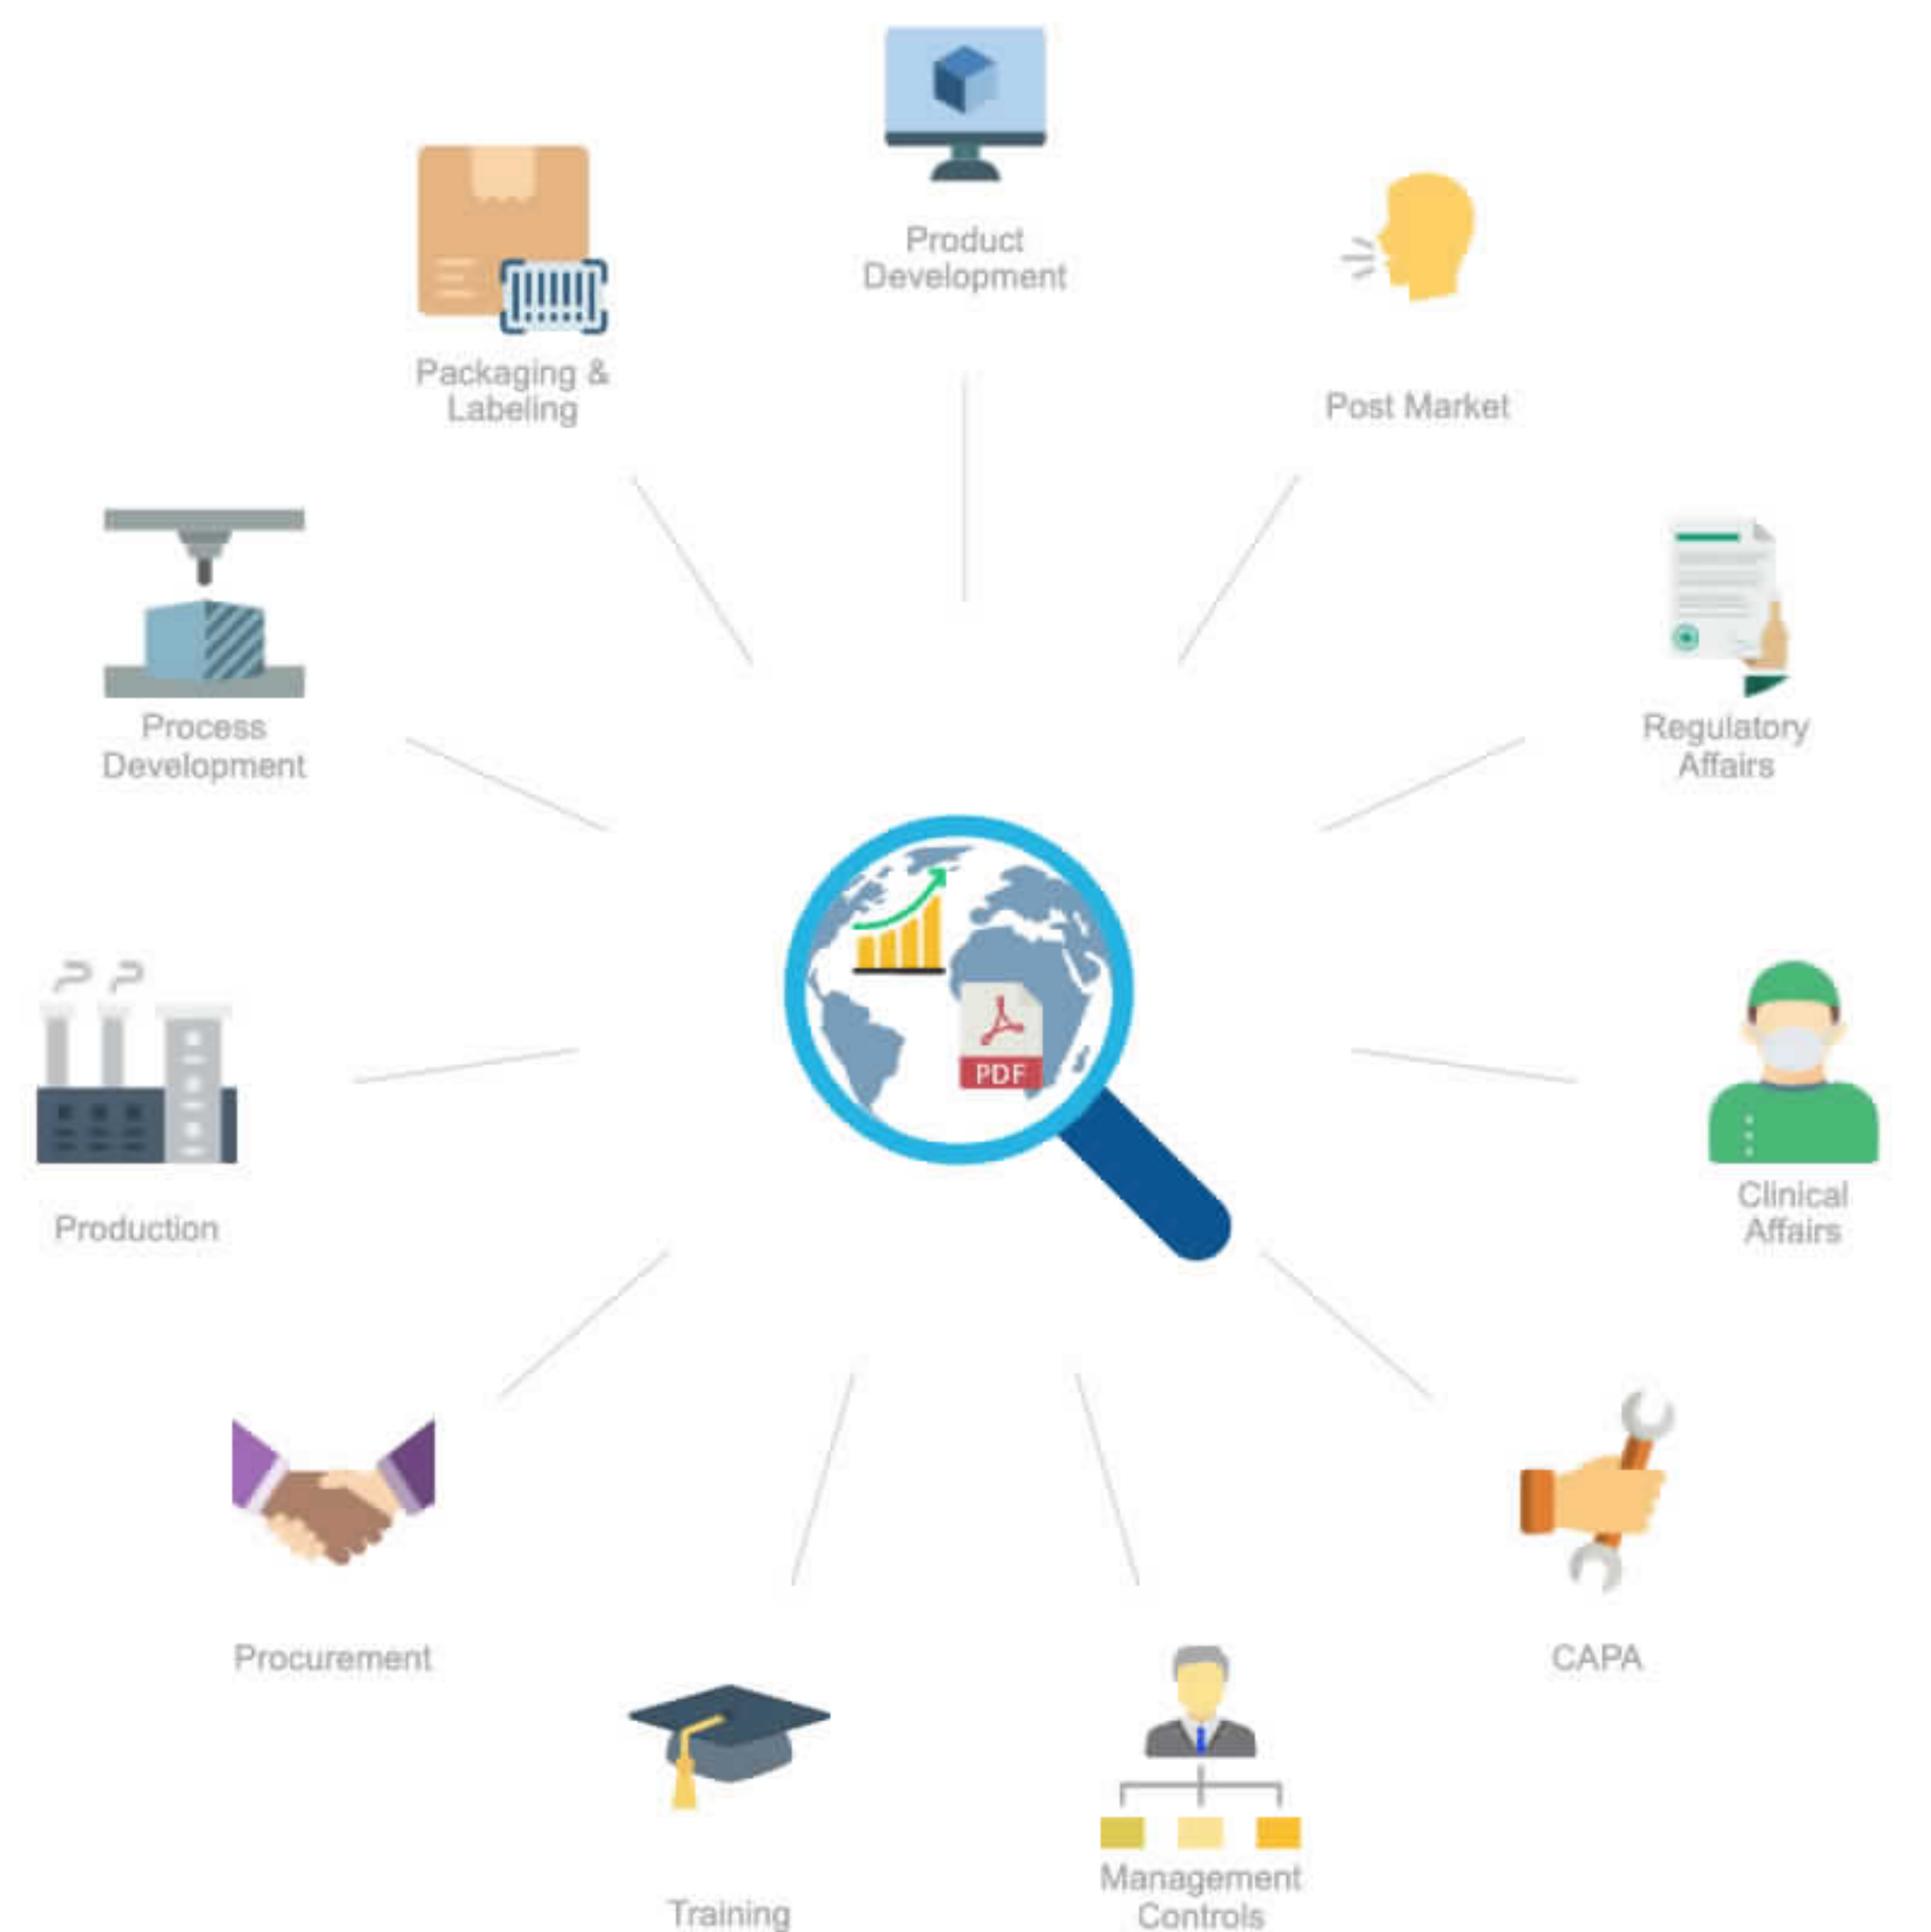 Product
Development
Packaging &
Labeling
Post Market
Process
Development
Regulatory
Affairs
PDF
Production
Clinical
Affairs
Procurement
CAPA
Training
Management
Controls